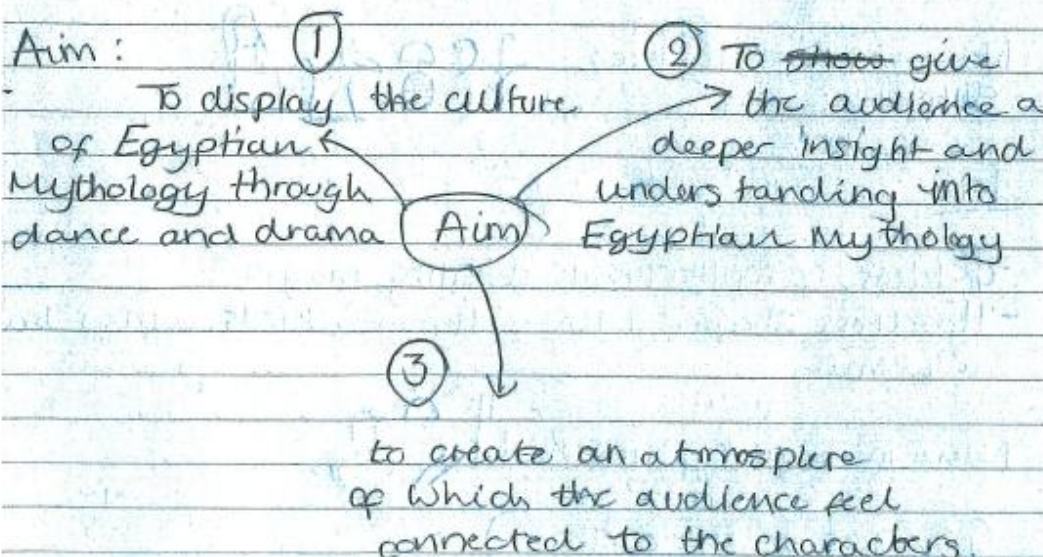 Aim :
①
To display the culture
of Egyptian
Mythology through
dance and drama
Aim
② To show give
the audience a
deeper insight and
understanding into
Egyptian Mythology
③
to create an atmosphere
of which the audience feel
connected to the characters